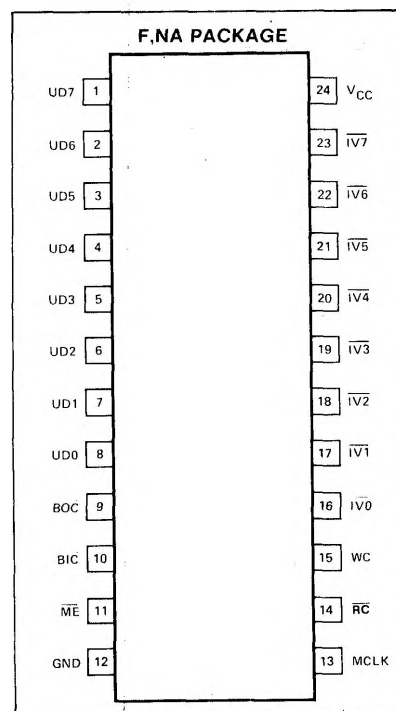 F,NA PACKAGE
UD7 1 24 VCC
UD6 2 23 IV7
UD5 3 22 IV6
UD4 4 21 IV5
UD3 5 20 IV4
UD2 6 19 IV3
UD1 7 18 IV2
UD0 8 17 IV1
BOC 9 16 IV0
BIC 10 15 WC
ME 11 14 RC
GND 12 13 MCLK